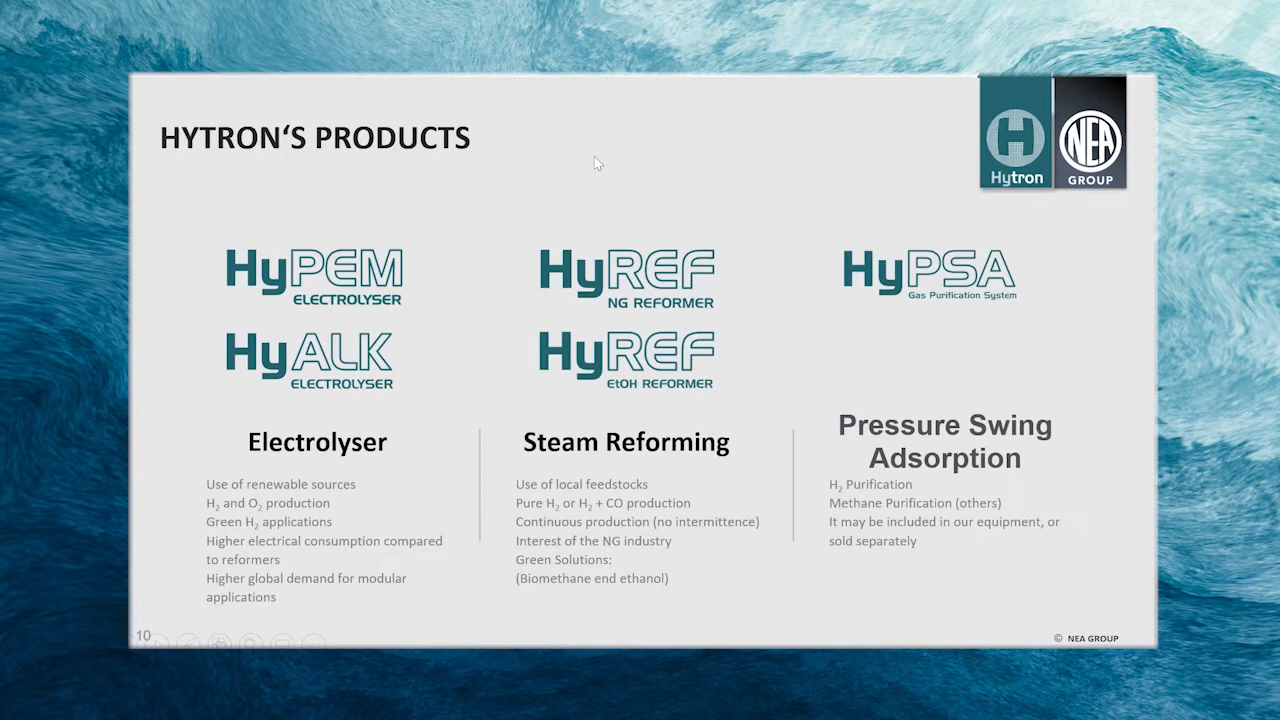 HYTRON‘S PRODUCTS
Hytron
NEA
GROUP
HyPEM
ELECTROLYSER
HyALK
ELECTROLYSER
Electrolyser
Use of renewable sources
H₂ and O₂ production
Green H₂ applications
Higher electrical consumption compared
to reformers
Higher global demand for modular
applications
HyREF
NG REFORMER
HyREF
EtOH REFORMER
Steam Reforming
Use of local feedstocks
Pure H₂ or H₂ + CO production
Continuous production (no intermittence)
Interest of the NG industry
Green Solutions:
(Biomethane end ethanol)
HyPSA
Gas Purification System
Pressure Swing
Adsorption
H₂ Purification
Methane Purification (others)
It may be included in our equipment, or
sold separately
10
© NEA GROUP